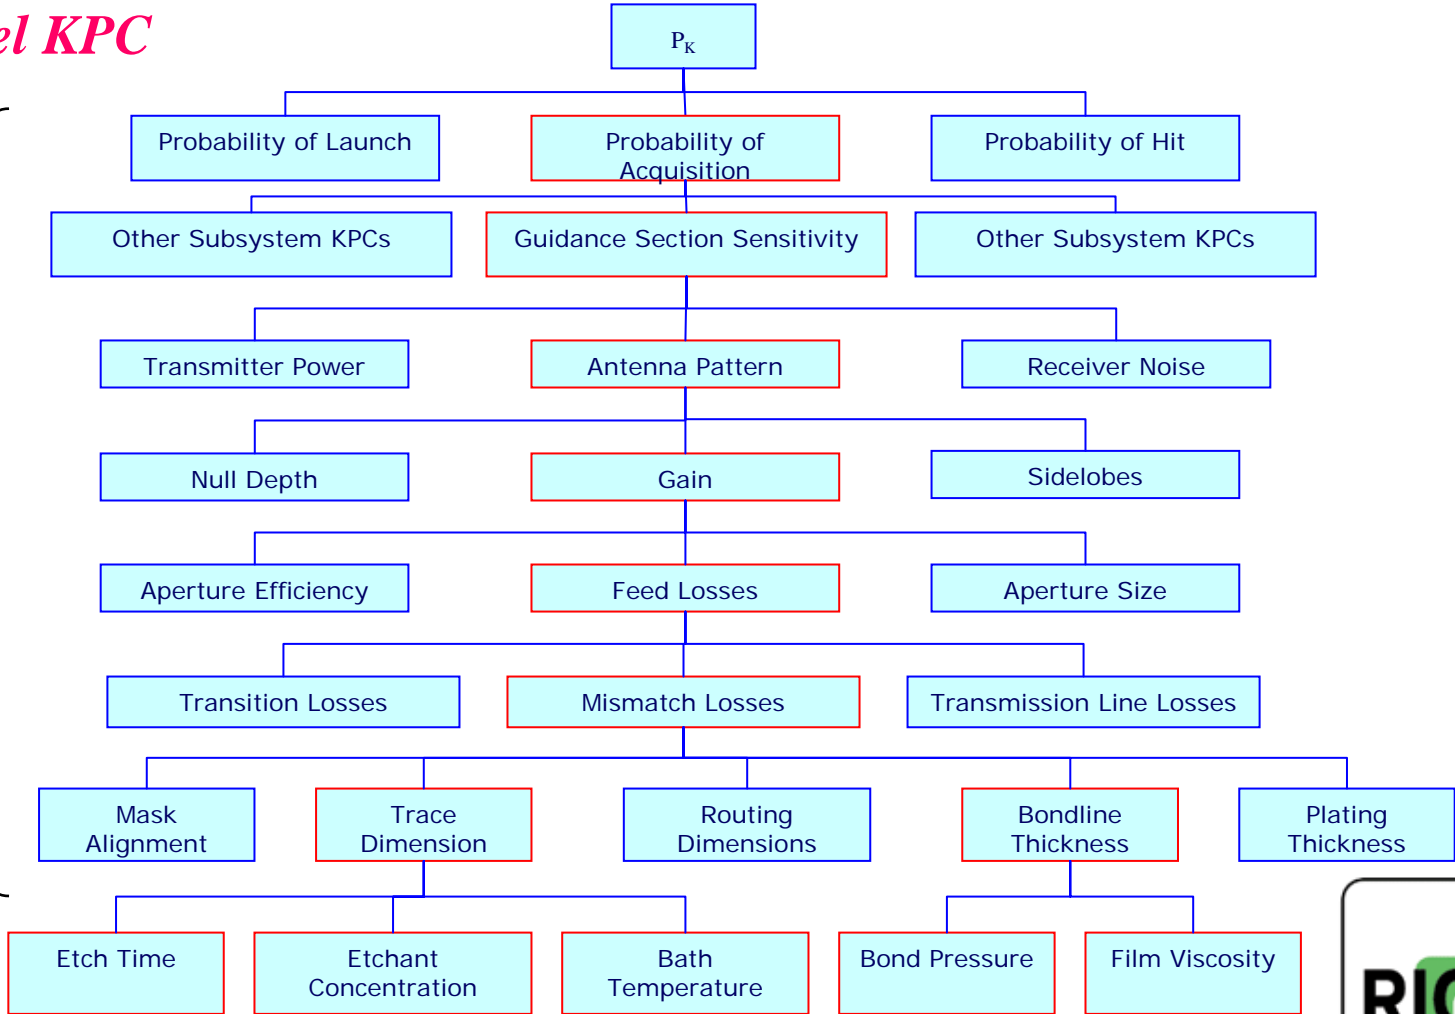 KPC
P_K
Probability of Launch
Probability of
Acquisition
Probability of Hit
Other Subsystem KPCs
Guidance Section Sensitivity
Other Subsystem KPCs
Transmitter Power
Antenna Pattern
Receiver Noise
Null Depth
Gain
Sidelobes
Aperture Efficiency
Feed Losses
Aperture Size
Transition Losses
Mismatch Losses
Transmission Line Losses
Mask
Alignment
Trace
Dimension
Routing
Dimensions
Bondline
Thickness
Plating
Thickness
Etch Time
Etchant
Concentration
Bath
Temperature
Bond Pressure
Film Viscosity